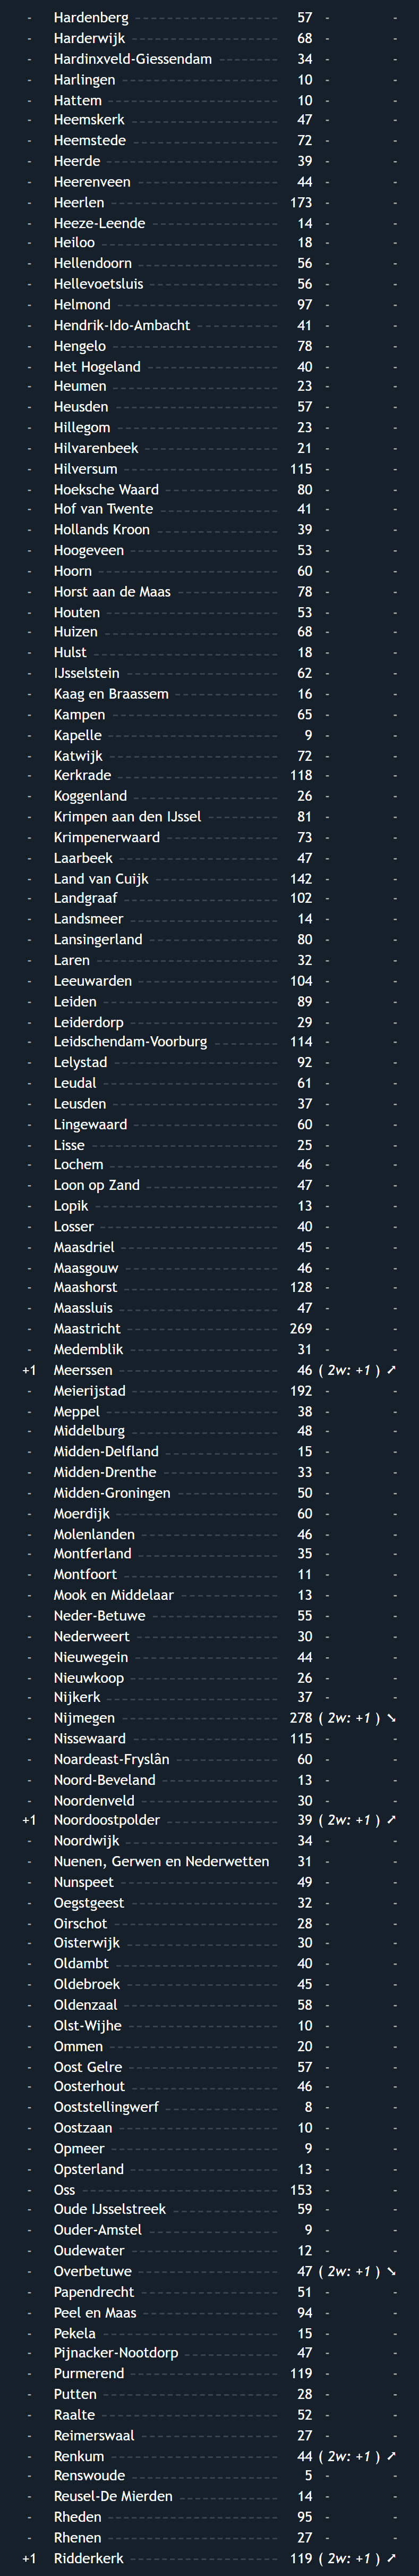 - Hardenberg 57 - -
- Harderwijk 68 - -
- Hardinxveld-Giessendam 34 - -
- Harlingen 10 - -
- Hattem 10 - -
- Heemskerk 47 - -
- Heemstede 72 - -
- Heerde 39 - -
- Heerenveen 44 - -
- Heerlen 173 - -
- Heeze-Leende 14 - -
- Heiloo 18 - -
- Hellendoorn 56 - -
- Hellevoetsluis 56 - -
- Helmond 97 - -
- Hendrik-Ido-Ambacht 41 - -
- Hengelo 78 - -
- Het Hogeland 40 - -
- Heumen 23 - -
- Heusden 57 - -
- Hillegom 23 - -
- Hilvarenbeek 21 - -
- Hilversum 115 - -
- Hoeksche Waard 80 - -
- Hof van Twente 41 - -
- Hollands Kroon 39 - -
- Hoogeveen 53 - -
- Hoorn 60 - -
- Horst aan de Maas 78 - -
- Houten 53 - -
- Huizen 68 - -
- Hulst 18 - -
- IJsselstein 62 - -
- Kaag en Braassem 16 - -
- Kampen 65 - -
- Kapelle 9 - -
- Katwijk 72 - -
- Kerkrade 118 - -
- Koggenland 26 - -
- Krimpen aan den IJssel 81 - -
- Krimpenerwaard 73 - -
- Laarbeek 47 - -
- Land van Cuijk 142 - -
- Landgraaf 102 - -
- Landsmeer 14 - -
- Lansingerland 80 - -
- Laren 32 - -
- Leeuwarden 104 - -
- Leiden 89 - -
- Leiderdorp 29 - -
- Leidschendam-Voorburg 114 - -
- Lelystad 92 - -
- Leudal 61 - -
- Leusden 37 - -
- Lingewaard 60 - -
- Lisse 25 - -
- Lochem 46 - -
- Loon op Zand 47 - -
- Lopik 13 - -
- Losser 40 - -
- Maasdriel 45 - -
- Maasgouw 46 - -
- Maashorst 128 - -
- Maassluis 47 - -
- Maastricht 269 - -
- Medemblik 31 - -
+1 Meerssen 46 ( 2w: +1 ) ↗
- Meierijstad 192 - -
- Meppel 38 - -
- Middelburg 48 - -
- Midden-Delfland 15 - -
- Midden-Drenthe 33 - -
- Midden-Groningen 50 - -
- Moerdijk 60 - -
- Molenlanden 46 - -
- Montferland 35 - -
- Montfoort 11 - -
- Mook en Middelaar 13 - -
- Neder-Betuwe 55 - -
- Nederweert 30 - -
- Nieuwegein 44 - -
- Nieuwkoop 26 - -
- Nijkerk 37 - -
- Nijmegen 278 ( 2w: +1 ) ↘
- Nissewaard 115 - -
- Noardeast-Fryslân 60 - -
- Noord-Beveland 13 - -
- Noordenveld 30 - -
+1 Noordoostpolder 39 ( 2w: +1 ) ↗
- Noordwijk 34 - -
- Nuenen, Gerwen en Nederwetten 31 - -
- Nunspeet 49 - -
- Oegstgeest 32 - -
- Oirschot 28 - -
- Oisterwijk 30 - -
- Oldambt 40 - -
- Oldebroek 45 - -
- Oldenzaal 58 - -
- Olst-Wijhe 10 - -
- Ommen 20 - -
- Oost Gelre 57 - -
- Oosterhout 46 - -
- Ooststellingwerf 8 - -
- Oostzaan 10 - -
- Opmeer 9 - -
- Opsterland 13 - -
- Oss 153 - -
- Oude IJsselstreek 59 - -
- Ouder-Amstel 9 - -
- Oudewater 12 - -
- Overbetuwe 47 ( 2w: +1 ) ↘
- Papendrecht 51 - -
- Peel en Maas 94 - -
- Pekela 15 - -
- Pijnacker-Nootdorp 47 - -
- Purmerend 119 - -
- Putten 28 - -
- Raalte 52 - -
- Reimerswaal 27 - -
- Renkum 44 ( 2w: +1 ) ↗
- Renswoude 5 - -
- Reusel-De Mierden 14 - -
- Rheden 95 - -
- Rhenen 27 - -
+1 Ridderkerk 119 ( 2w: +1 ) ↗